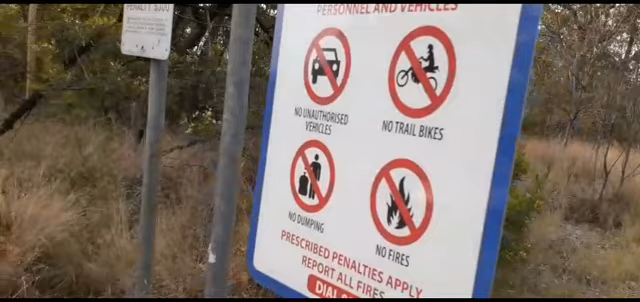 PENALTY $300
PERSONNEL AND VEHICLES
NO UNAUTHORISED
VEHICLES
NO TRAIL BIKES
NO DUMPING
NO FIRES
PRESCRIBED PENALTIES APPLY
REPORT ALL FIRES
DIAL